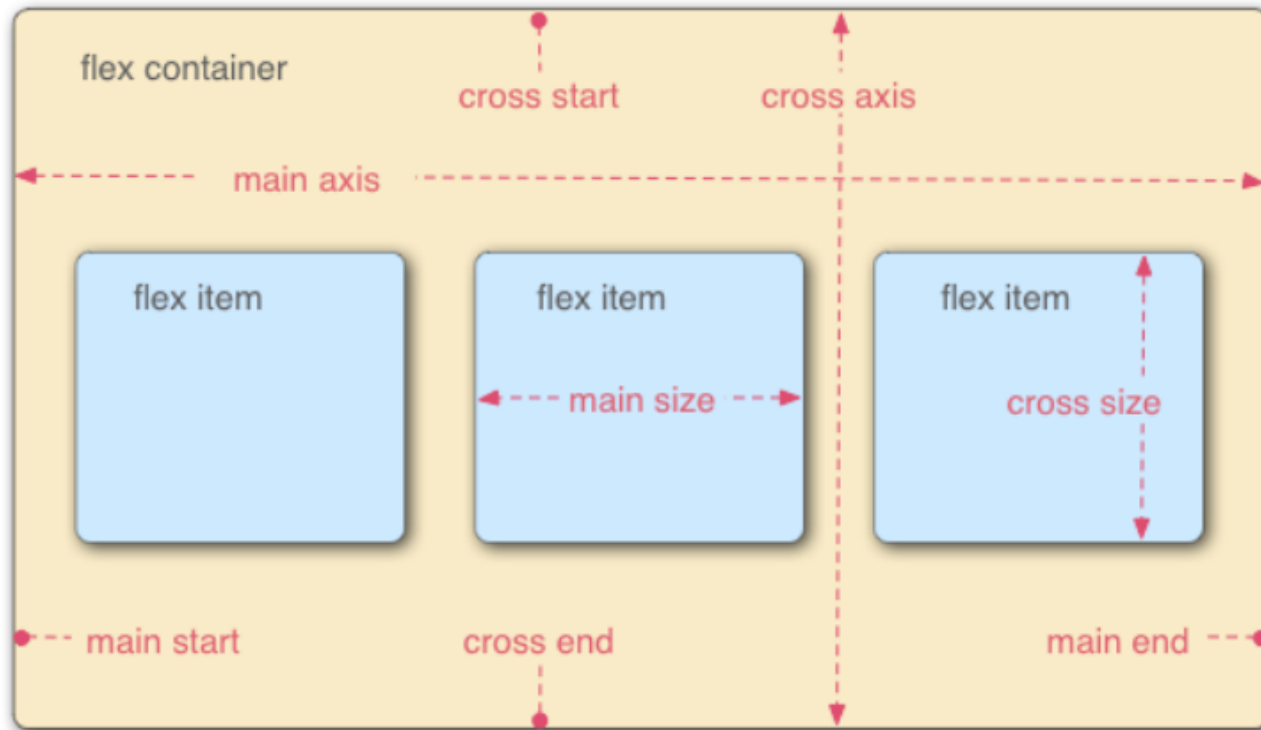 flex container
cross start
cross axis
main axis
flex item
flex item
flex item
main size
cross size
main start
cross end
main end